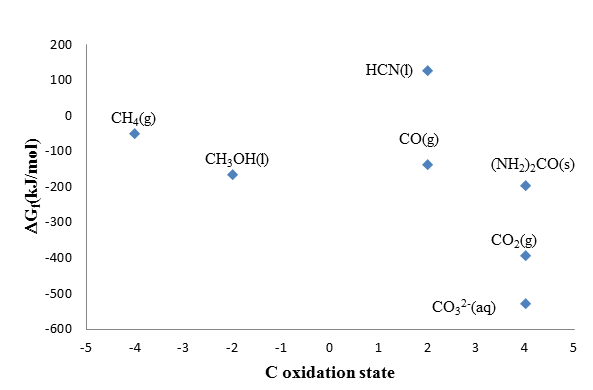 200
100
0
-100
-200
-300
-400
-500
-600
ΔGf(kJ/mol)
HCN(l)
CH₄(g)
CO(g)
CH₃OH(l)
(NH₂)₂CO(s)
CO₂(g)
CO₃²⁻(aq)
-5 -4 -3 -2 -1 0 1 2 3 4 5
C oxidation state